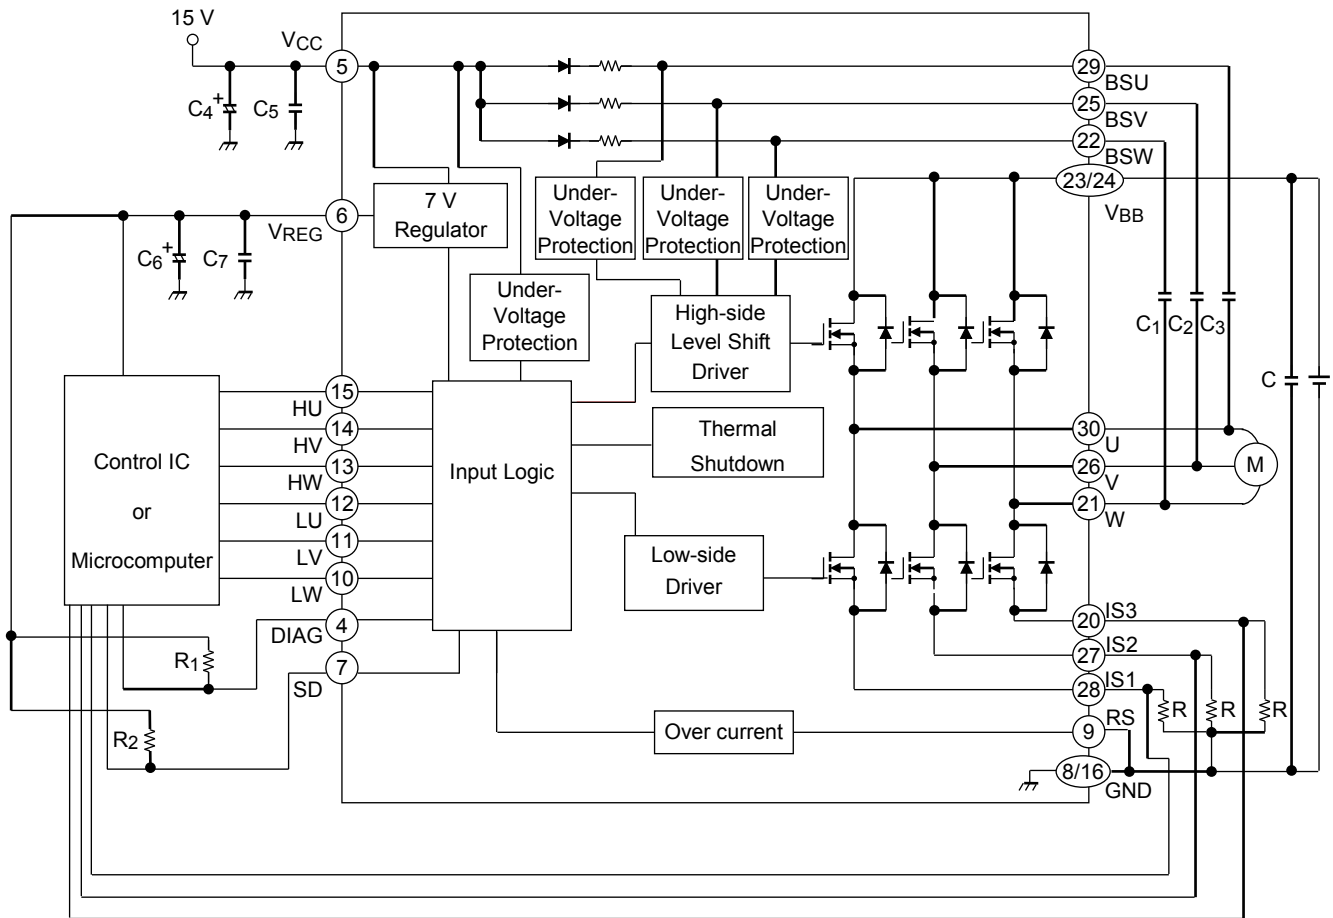 15 V
VCC
5
29
BSU
C4
+
C5
25
BSV
22
BSW
23/24
VBB
7 V
Regulator
Under-
Voltage
Protection
Under-
Voltage
Protection
Under-
Voltage
Protection
6
VREG
C6
+
C7
Under-
Voltage
Protection
High-side
Level Shift
Driver
C1
C2
C3
C
Control IC
or
Microcomputer
15
HU
14
HV
13
HW
12
LU
11
LV
10
LW
4
DIAG
7
SD
Input Logic
Thermal
Shutdown
Low-side
Driver
30
U
26
V
21
W
M
20
IS3
27
IS2
28
IS1
R
R
R
R1
R2
Over current
9
RS
8/16
GND